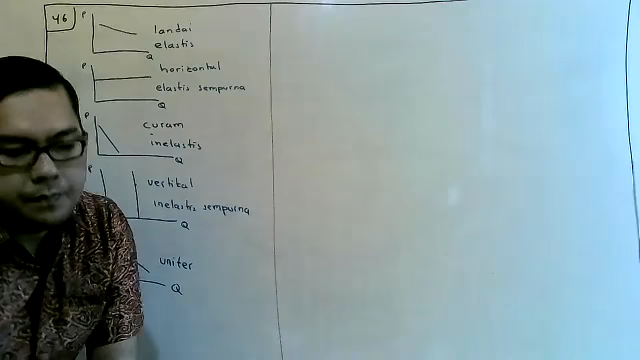 46
P
landai
elastis
Q
P
horizontal
elastis sempurna
Q
P
curam
inelastis
Q
P
vertikal
inelastis sempurna
Q
uniter
Q